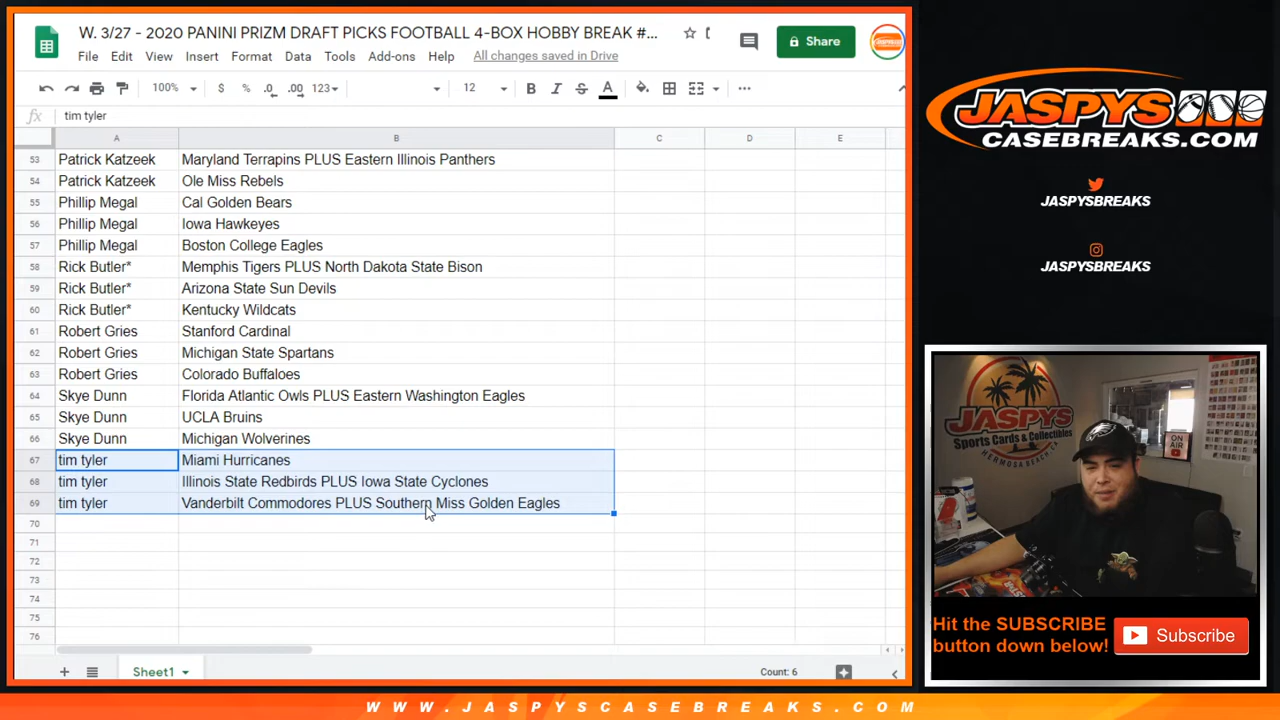 W. 3/27 - 2020 PANINI PRIZM DRAFT PICKS FOOTBALL 4-BOX HOBBY BREAK #...
File Edit View Insert Format Data Tools Add-ons Help All changes saved in Drive
Share
100% $ % .0 .00 123 12 B I S A
fx tim tyler
A B C D E
53 Patrick Katzeek Maryland Terrapins PLUS Eastern Illinois Panthers
54 Patrick Katzeek Ole Miss Rebels
55 Phillip Megal Cal Golden Bears
56 Phillip Megal Iowa Hawkeyes
57 Phillip Megal Boston College Eagles
58 Rick Butler* Memphis Tigers PLUS North Dakota State Bison
59 Rick Butler* Arizona State Sun Devils
60 Rick Butler* Kentucky Wildcats
61 Robert Gries Stanford Cardinal
62 Robert Gries Michigan State Spartans
63 Robert Gries Colorado Buffaloes
64 Skye Dunn Florida Atlantic Owls PLUS Eastern Washington Eagles
65 Skye Dunn UCLA Bruins
66 Skye Dunn Michigan Wolverines
67 tim tyler Miami Hurricanes
68 tim tyler Illinois State Redbirds PLUS Iowa State Cyclones
69 tim tyler Vanderbilt Commodores PLUS Southern Miss Golden Eagles
70
71
72
73
74
75
76
Sheet1
Count: 6
JASPYS
CASEBREAKS.COM
JASPYSBREAKS
JASPYSBREAKS
JASPYS
Sports Cards & Collectibles
HERMOSA BEACH
ON AIR
Hit the SUBSCRIBE
button down below!
Subscribe
WWW.JASPYSCASEBREAKS.COM